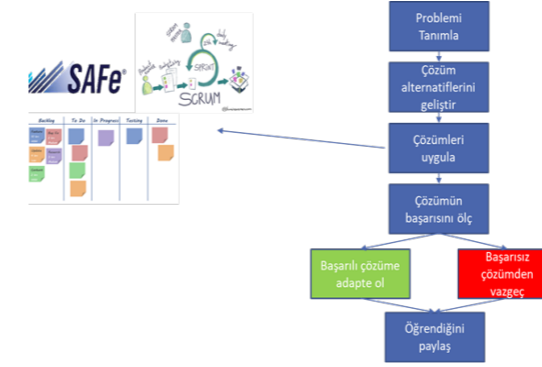 SAFe®
SPRINT
SCRUM
Backlog To Do In Progress Testing Done
Problemi
Tanımla
Çözüm
alternatiflerini
geliştir
Çözümleri
uygula
Çözümün
başarısını ölç
Başarılı çözüme
adapte ol
Başarısız
çözümden
vazgeç
Öğrendiğini
paylaş